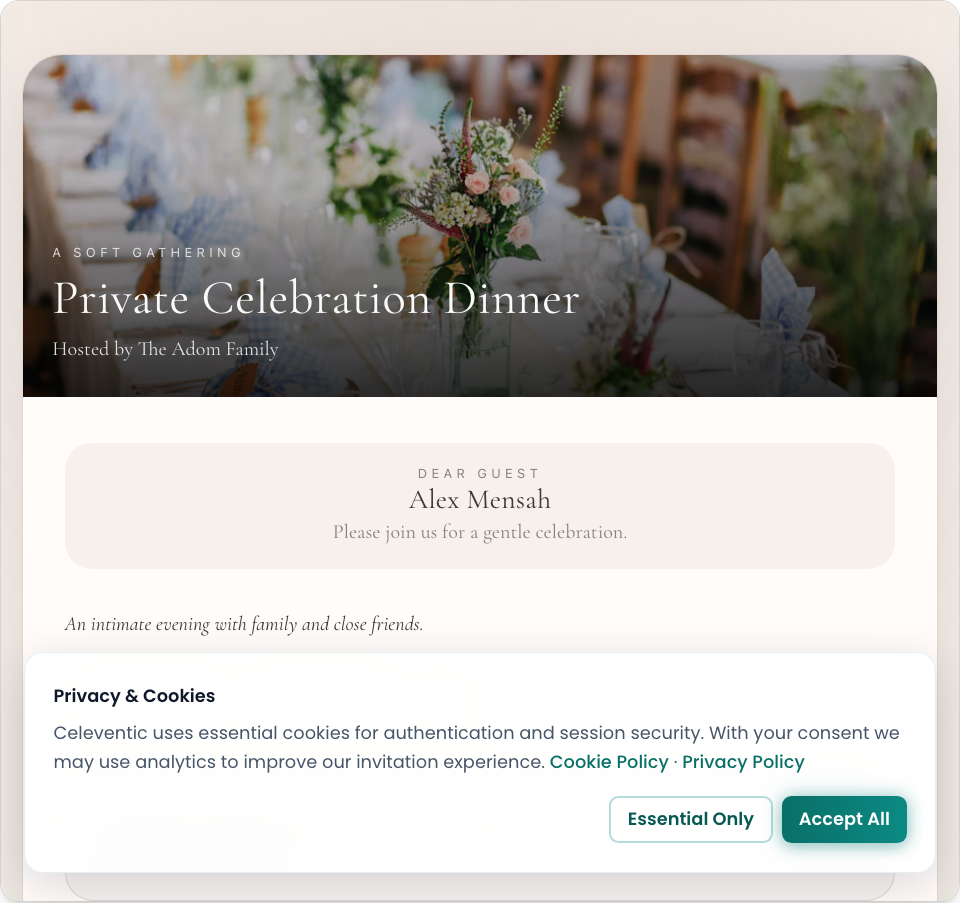 A SOFT GATHERING
Private Celebration Dinner
Hosted by The Adom Family
DEAR GUEST
Alex Mensah
Please join us for a gentle celebration.
An intimate evening with family and close friends.
Privacy & Cookies
Celeventic uses essential cookies for authentication and session security. With your consent we
may use analytics to improve our invitation experience. Cookie Policy · Privacy Policy
Essential Only
Accept All